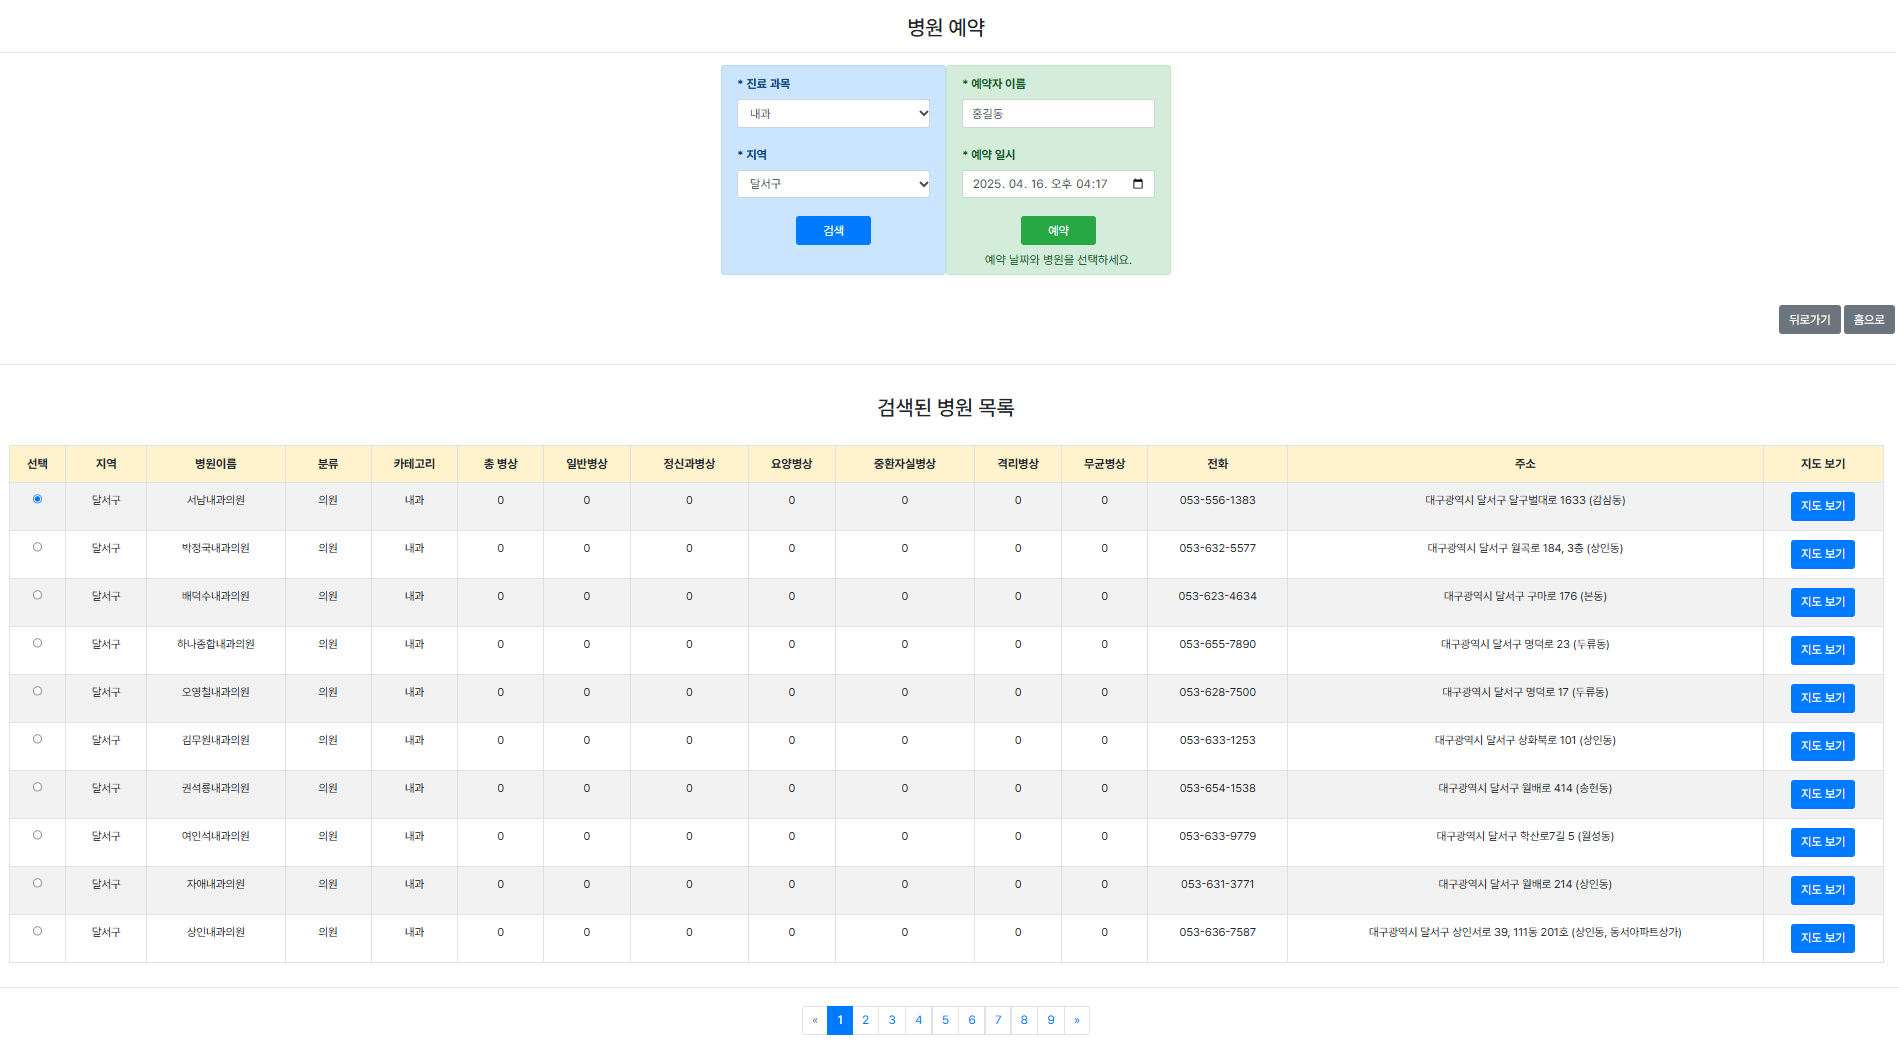 병원 예약
* 진료 과목
내과
* 지역
달서구
검색
* 예약자 이름
홍길동
* 예약 일시
2025. 04. 16. 오후 04:17
예약
예약 날짜와 병원을 선택하세요.
뒤로가기 홈으로
검색된 병원 목록
선택 지역 병원이름 분류 카테고리 총 병상 일반병상 정신과병상 요양병상 중환자실병상 격리병상 무균병상 전화 주소 지도 보기
달서구 서남내과의원 의원 내과 0 0 0 0 0 0 0 053-556-1383 대구광역시 달서구 달구벌대로 1633 (감삼동) 지도 보기
달서구 박정국내과의원 의원 내과 0 0 0 0 0 0 0 053-632-5577 대구광역시 달서구 월곡로 184, 3층 (상인동) 지도 보기
달서구 배덕수내과의원 의원 내과 0 0 0 0 0 0 0 053-623-4634 대구광역시 달서구 구마로 176 (본동) 지도 보기
달서구 하나종합내과의원 의원 내과 0 0 0 0 0 0 0 053-655-7890 대구광역시 달서구 명덕로 23 (두류동) 지도 보기
달서구 오영철내과의원 의원 내과 0 0 0 0 0 0 0 053-628-7500 대구광역시 달서구 명덕로 17 (두류동) 지도 보기
달서구 김무원내과의원 의원 내과 0 0 0 0 0 0 0 053-633-1253 대구광역시 달서구 상화북로 101 (상인동) 지도 보기
달서구 권석룡내과의원 의원 내과 0 0 0 0 0 0 0 053-654-1538 대구광역시 달서구 월배로 414 (송현동) 지도 보기
달서구 여인석내과의원 의원 내과 0 0 0 0 0 0 0 053-633-9779 대구광역시 달서구 학산로7길 5 (월성동) 지도 보기
달서구 자애내과의원 의원 내과 0 0 0 0 0 0 0 053-631-3771 대구광역시 달서구 월배로 214 (상인동) 지도 보기
달서구 상인내과의원 의원 내과 0 0 0 0 0 0 0 053-636-7587 대구광역시 달서구 상인서로 39, 111동 201호 (상인동, 동서아파트상가) 지도 보기
« 1 2 3 4 5 6 7 8 9 »